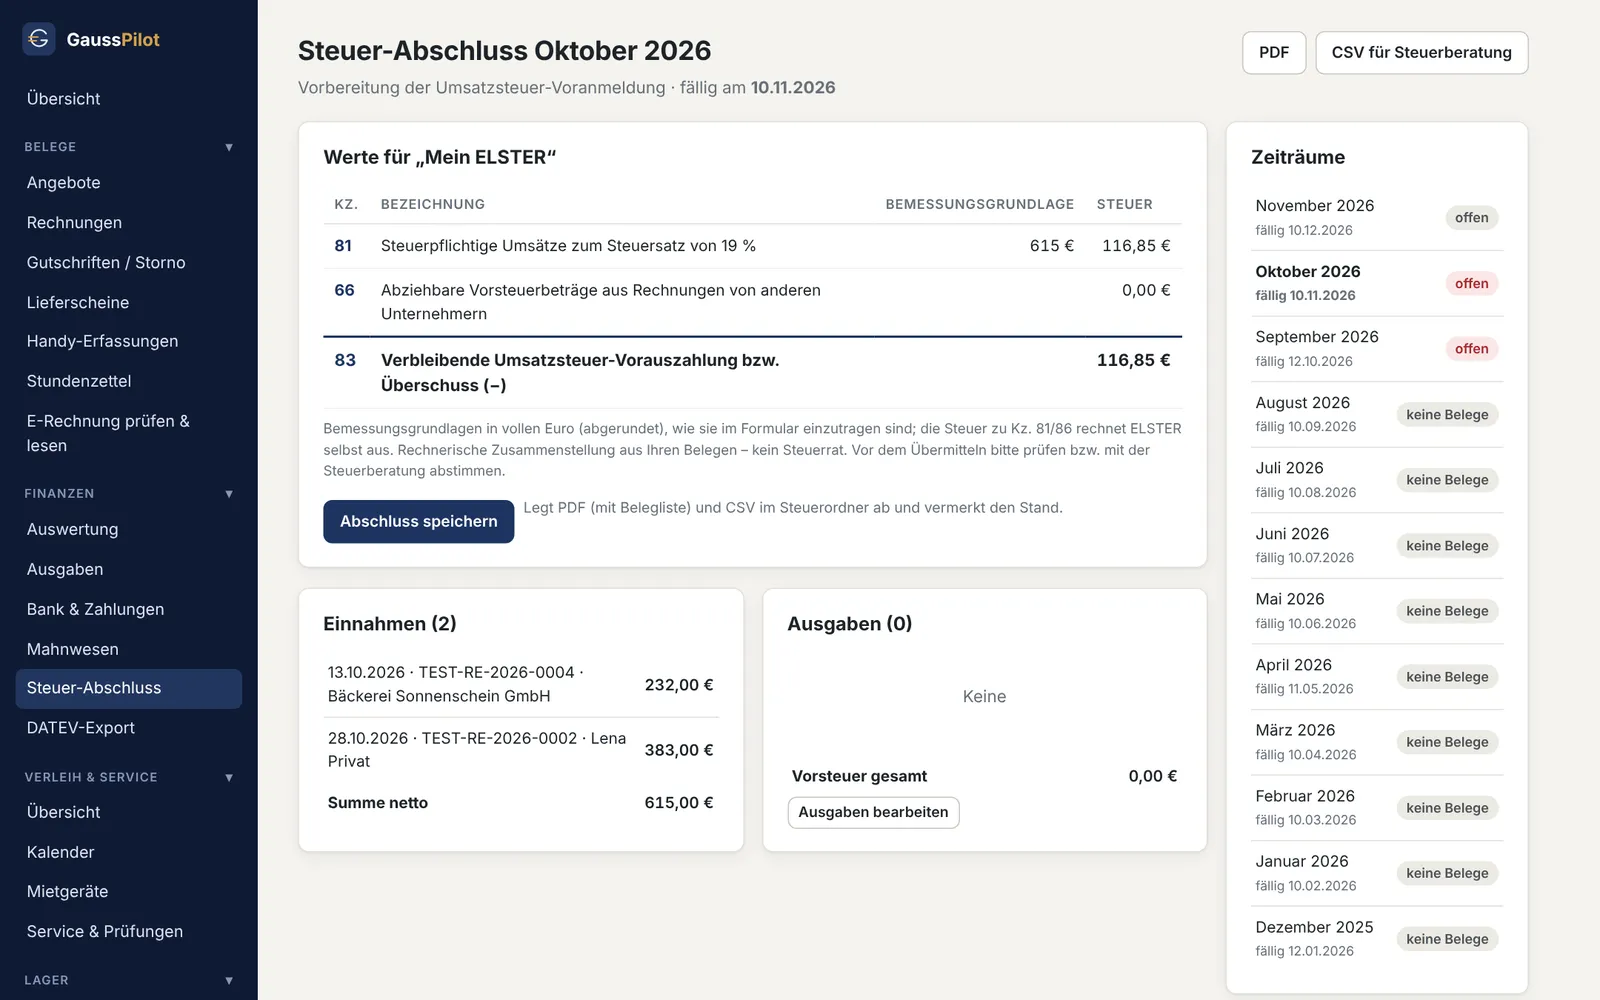 GaussPilot
Übersicht
BELEGE ▼
Angebote
Rechnungen
Gutschriften / Storno
Lieferscheine
Handy-Erfassungen
Stundenzettel
E-Rechnung prüfen &
lesen
FINANZEN ▼
Auswertung
Ausgaben
Bank & Zahlungen
Mahnwesen
Steuer-Abschluss
DATEV-Export
VERLEIH & SERVICE ▼
Übersicht
Kalender
Mietgeräte
Service & Prüfungen
LAGER ▼
Steuer-Abschluss Oktober 2026
Vorbereitung der Umsatzsteuer-Voranmeldung · fällig am 10.11.2026
PDF
CSV für Steuerberatung
Werte für „Mein ELSTER“
KZ. BEZEICHNUNG BEMESSUNGSGRUNDLAGE STEUER
81 Steuerpflichtige Umsätze zum Steuersatz von 19 % 615 € 116,85 €
66 Abziehbare Vorsteuerbeträge aus Rechnungen von anderen 0,00 €
Unternehmern
83 Verbleibende Umsatzsteuer-Vorauszahlung bzw. 116,85 €
Überschuss (–)
Bemessungsgrundlagen in vollen Euro (abgerundet), wie sie im Formular einzutragen sind; die Steuer zu Kz. 81/86 rechnet ELSTER
selbst aus. Rechnerische Zusammenstellung aus Ihren Belegen – kein Steuerrat. Vor dem Übermitteln bitte prüfen bzw. mit der
Steuerberatung abstimmen.
Abschluss speichern
Legt PDF (mit Belegliste) und CSV im Steuerordner ab und vermerkt den Stand.
Einnahmen (2)
13.10.2026 · TEST-RE-2026-0004 ·
Bäckerei Sonnenschein GmbH
232,00 €
28.10.2026 · TEST-RE-2026-0002 · Lena
Privat
383,00 €
Summe netto 615,00 €
Ausgaben (0)
Keine
Vorsteuer gesamt 0,00 €
Ausgaben bearbeiten
Zeiträume
November 2026
fällig 10.12.2026
offen
Oktober 2026
fällig 10.11.2026
offen
September 2026
fällig 12.10.2026
offen
August 2026
fällig 10.09.2026
keine Belege
Juli 2026
fällig 10.08.2026
keine Belege
Juni 2026
fällig 10.07.2026
keine Belege
Mai 2026
fällig 10.06.2026
keine Belege
April 2026
fällig 11.05.2026
keine Belege
März 2026
fällig 10.04.2026
keine Belege
Februar 2026
fällig 10.03.2026
keine Belege
Januar 2026
fällig 10.02.2026
keine Belege
Dezember 2025
fällig 12.01.2026
keine Belege